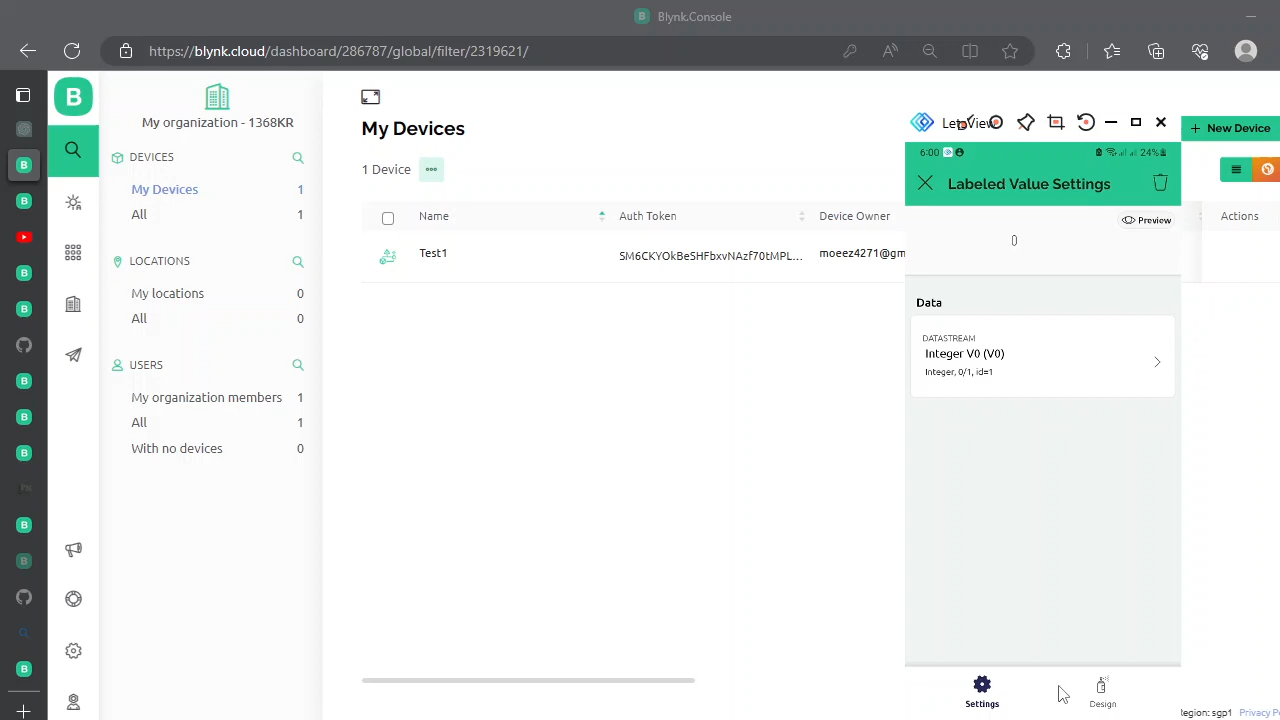 Blynk.Console
https://blynk.cloud/dashboard/286787/global/filter/2319621/
B
My organization - 1368KR
DEVICES
My Devices 1
All 1
LOCATIONS
My locations 0
All 0
USERS
My organization members 1
All 1
With no devices 0
My Devices
1 Device
Name Auth Token Device Owner Actions
Test1 SM6CKYOkBeSHFbxvNAzf70tMPL... moeez4271@gm
New Device
LetsView
6:00 24%
Labeled Value Settings
Preview
0
Data
DATASTREAM
Integer V0 (V0)
Integer, 0/1, id=1
Settings Design
Region: sgp1 Privacy P